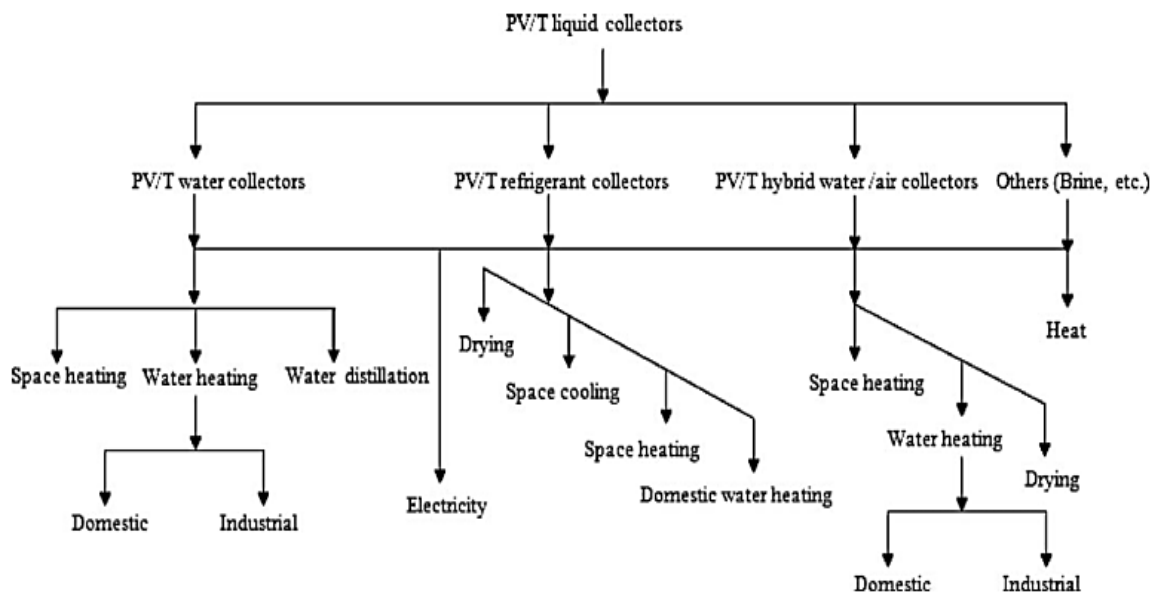 PV/T liquid collectors
PV/T water collectors
PV/T refrigerant collectors
PV/T hybrid water /air collectors
Others (Brine, etc.)
Space heating
Water heating
Water distillation
Domestic
Industrial
Electricity
Drying
Space cooling
Space heating
Domestic water heating
Space heating
Water heating
Drying
Domestic
Industrial
Heat